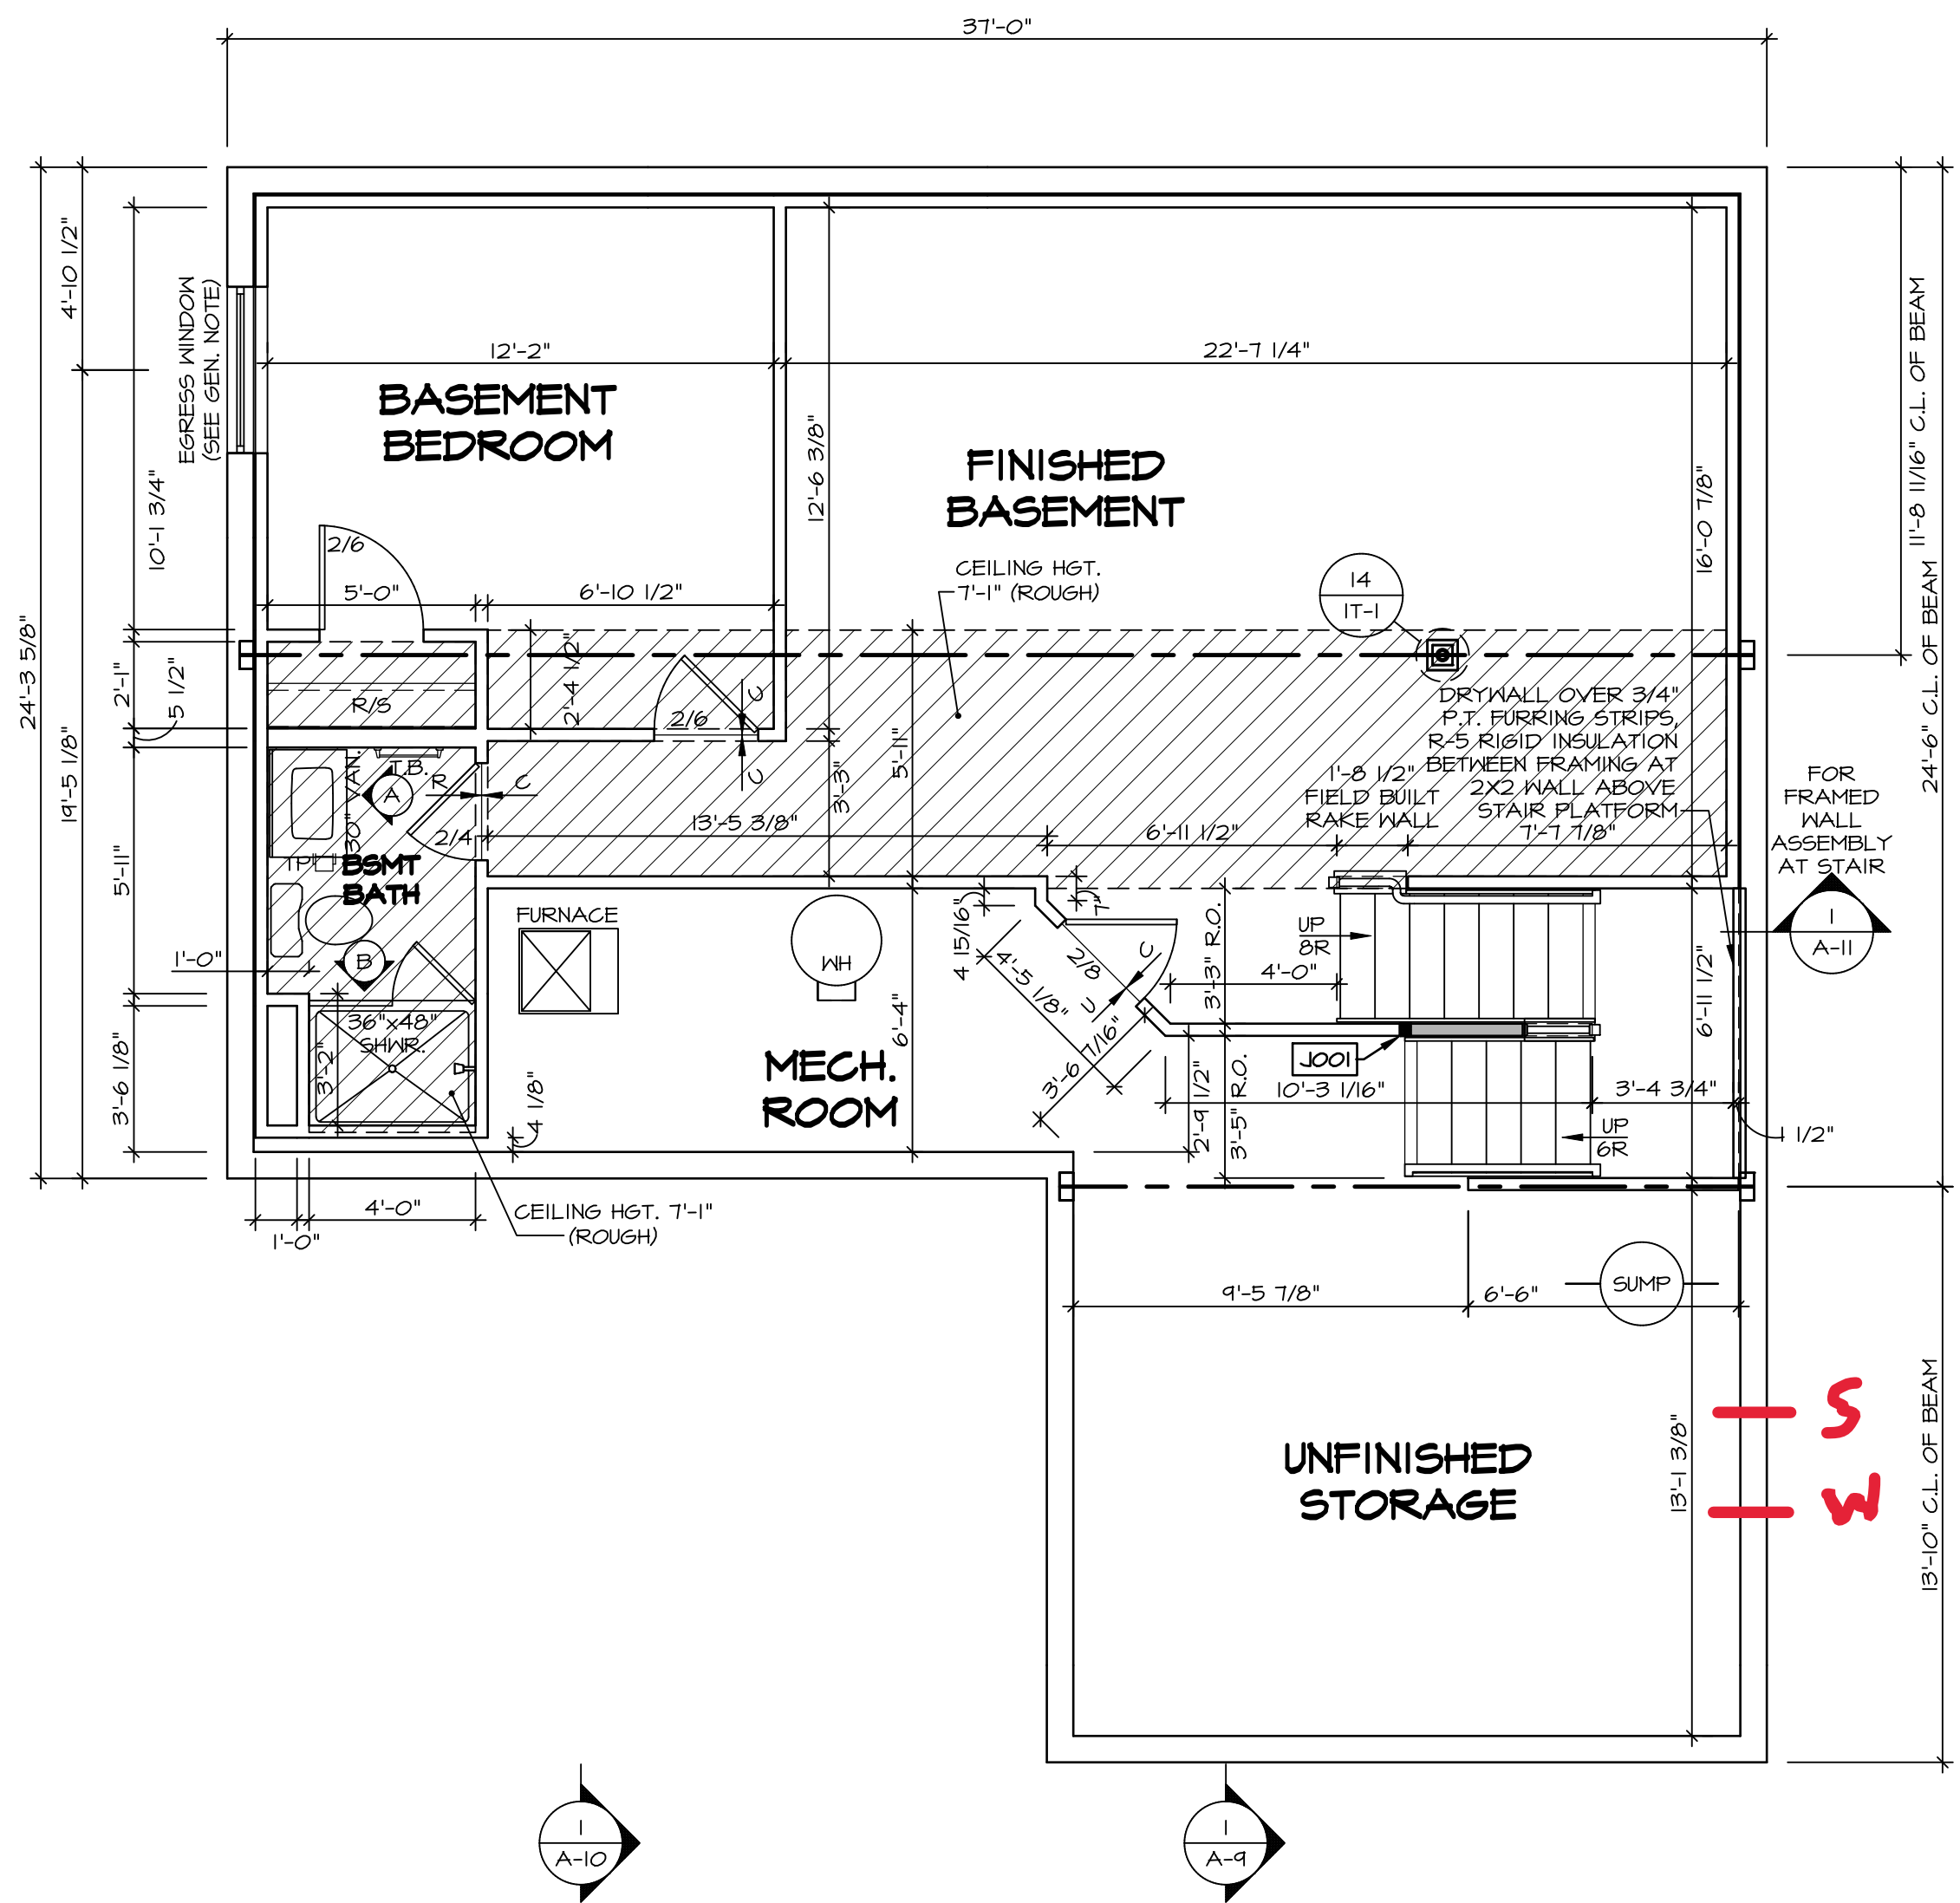 37'-0"
24'-3 5/8"
19'-5 1/8"
4'-10 1/2"
10'-1 3/4"
2'-1"
5 1/2"
5'-11"
3'-6 1/8"
1'-0"
EGRESS WINDOW
(SEE GEN. NOTE)
12'-2"
22'-7 1/4"
BASEMENT
BEDROOM
12'-6 3/8"
FINISHED
BASEMENT
16'-0 7/8"
11'-8 11/16" C.L. OF BEAM
24'-6" C.L. OF BEAM
2/6
5'-0"
6'-10 1/2"
CEILING HGT.
7'-1" (ROUGH)
14
IT-1
R/S
2'-4 1/2"
2/6
C
C
5'-11"
3'-3"
DRYWALL OVER 3/4"
P.T. FURRING STRIPS,
R-5 RIGID INSULATION
BETWEEN FRAMING AT
2X2 WALL ABOVE
STAIR PLATFORM
1'-8 1/2"
FIELD BUILT
RAKE WALL
FOR
FRAMED
WALL
ASSEMBLY
AT STAIR
1
A-11
T.B.
30" VAN.
A
R
C
2/4
13'-5 3/8"
6'-11 1/2"
7'-7 7/8"
TP
BSMT
BATH
B
FURNACE
WH
4 15/16"
7"
4'-5 1/8"
2/8
C
U
3'-6 7/16"
3'-3" R.O.
UP
8R
4'-0"
6'-11 1/2"
36"x48"
SHWR.
3'-2"
4 1/8"
6'-4"
MECH.
ROOM
J001
2'-9 1/2"
3'-5" R.O.
10'-3 1/16"
3'-4 3/4"
UP
6R
1 1/2"
4'-0"
1'-0"
CEILING HGT. 7'-1"
(ROUGH)
9'-5 7/8"
6'-6"
SUMP
13'-1 3/8"
13'-10" C.L. OF BEAM
S
W
UNFINISHED
STORAGE
1
A-10
1
A-9